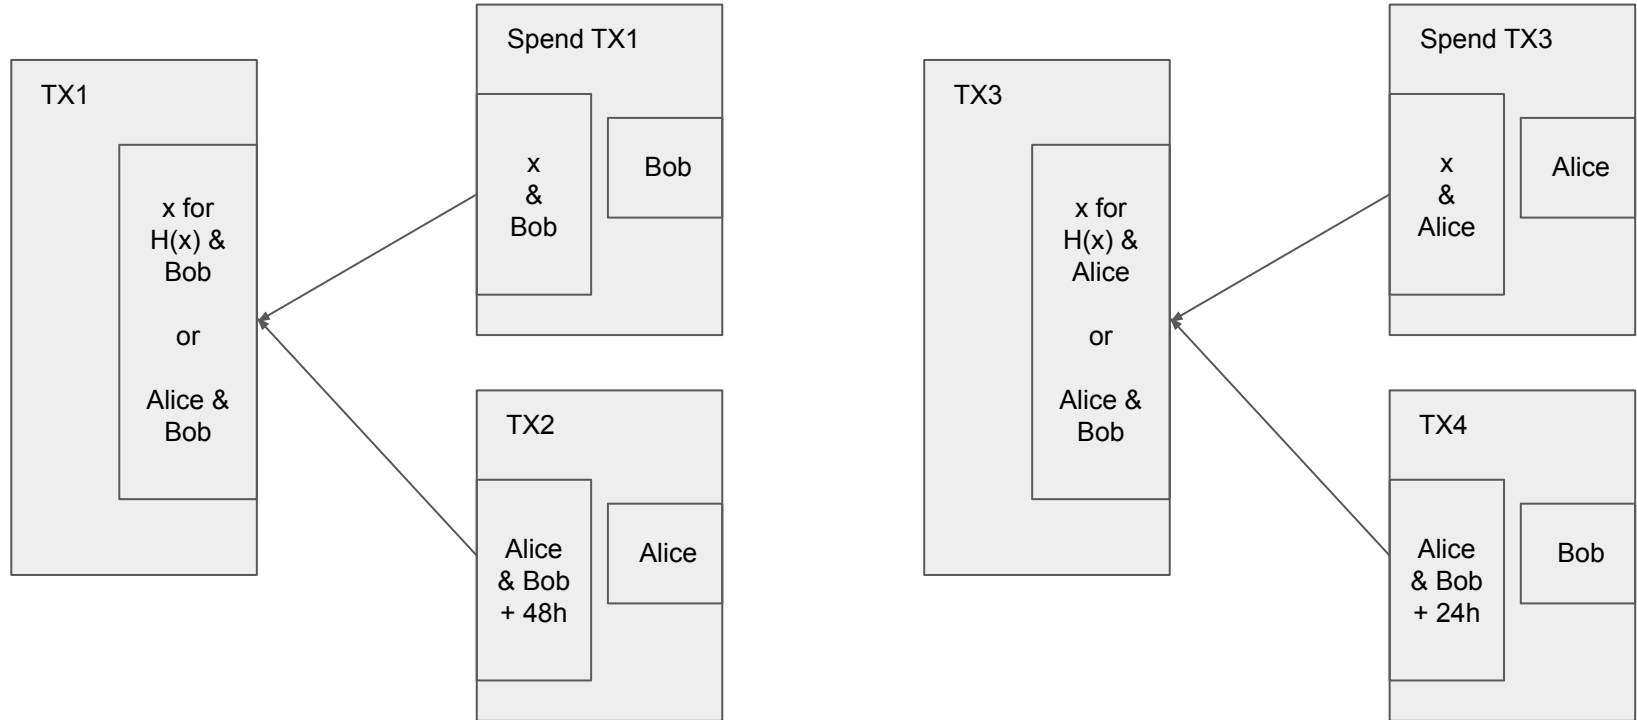 TX1
x for
H(x) &
Bob
or
Alice &
Bob
Spend TX1
x
&
Bob
Bob
TX2
Alice
& Bob
+ 48h
Alice
TX3
x for
H(x) &
Alice
or
Alice &
Bob
Spend TX3
x
&
Alice
Alice
TX4
Alice
& Bob
+ 24h
Bob